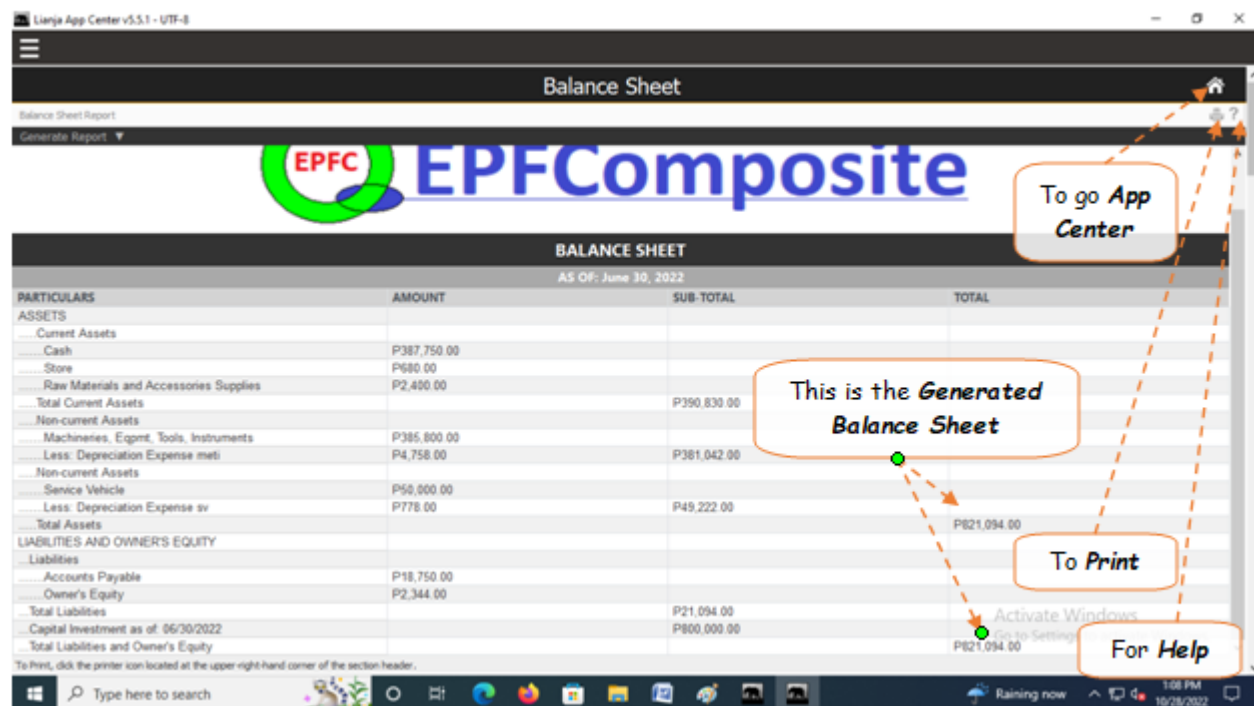 Lianja App Center v5.5.1 - UTF-8
Balance Sheet
Balance Sheet Report
?
Generate Report ▼
EPFC EPFComposite
To go App
Center
BALANCE SHEET
AS OF: June 30, 2022
PARTICULARS AMOUNT SUB-TOTAL TOTAL
ASSETS
......Current Assets
.........Cash P387,750.00
.........Store P680.00
.........Raw Materials and Accessories Supplies P2,400.00
......Total Current Assets P390,830.00
......Non-current Assets
.........Machineries, Eqpmt, Tools, Instruments P385,800.00
.........Less: Depreciation Expense meti P4,758.00 P381,042.00
......Non-current Assets
.........Service Vehicle P50,000.00
.........Less: Depreciation Expense sv P778.00 P49,222.00
......Total Assets P821,094.00
This is the Generated
Balance Sheet
LIABILITIES AND OWNER'S EQUITY
...Liabilities
.........Accounts Payable P18,750.00
.........Owner's Equity P2,344.00
...Total Liabilities P21,094.00
...Capital Investment as of: 06/30/2022 P800,000.00
...Total Liabilities and Owner's Equity P821,094.00
To Print
Activate Windows
Go to Settings
For Help
To Print, click the printer icon located at the upper-right-hand corner of the section header.
Type here to search
Raining now
1:08 PM
10/28/2022